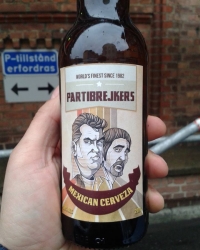 P-tillstånd
erfordras
WORLD'S FINEST SINCE 1982
PARTIBREJKERS
MEXICAN CERVEZA